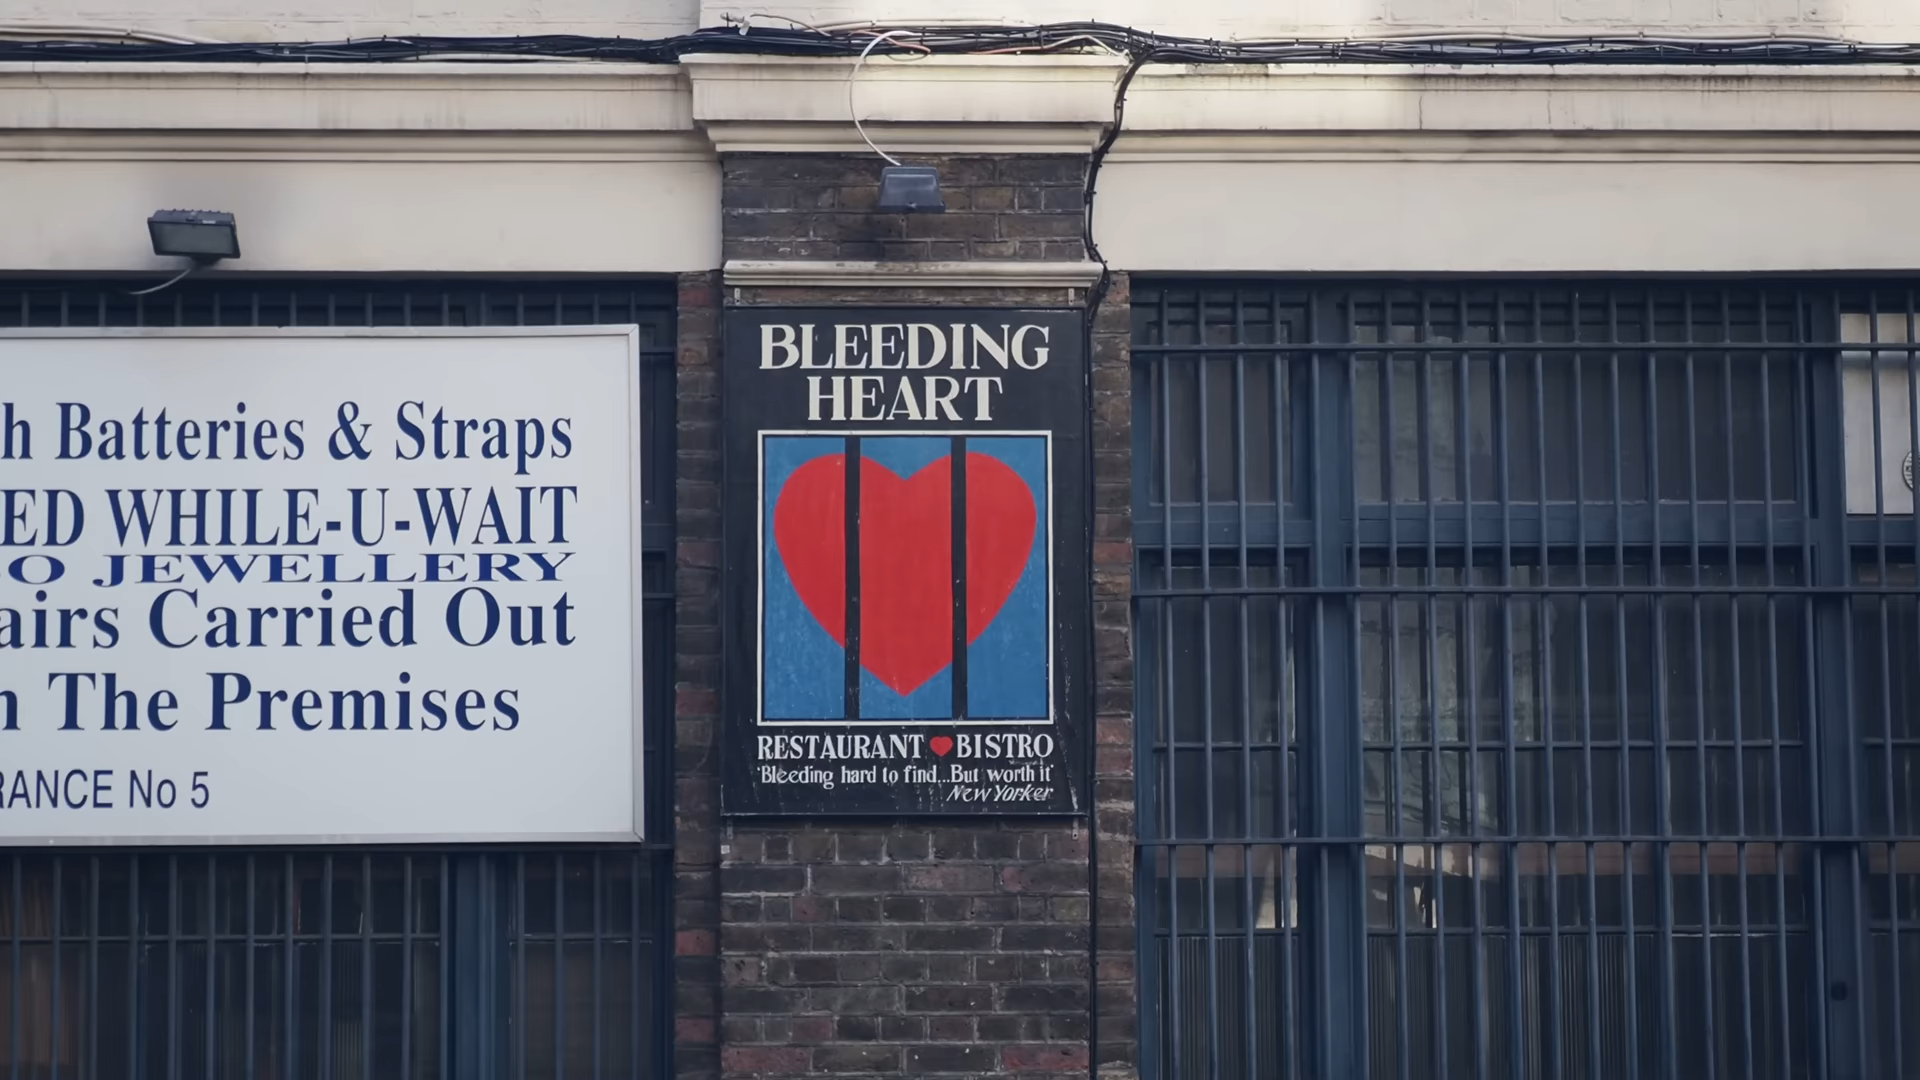 h Batteries & Straps
ED WHILE-U-WAIT
O JEWELLERY
airs Carried Out
n The Premises
RANCE No 5
BLEEDING
HEART
RESTAURANT BISTRO
'Bleeding hard to find...But worth it'
New Yorker